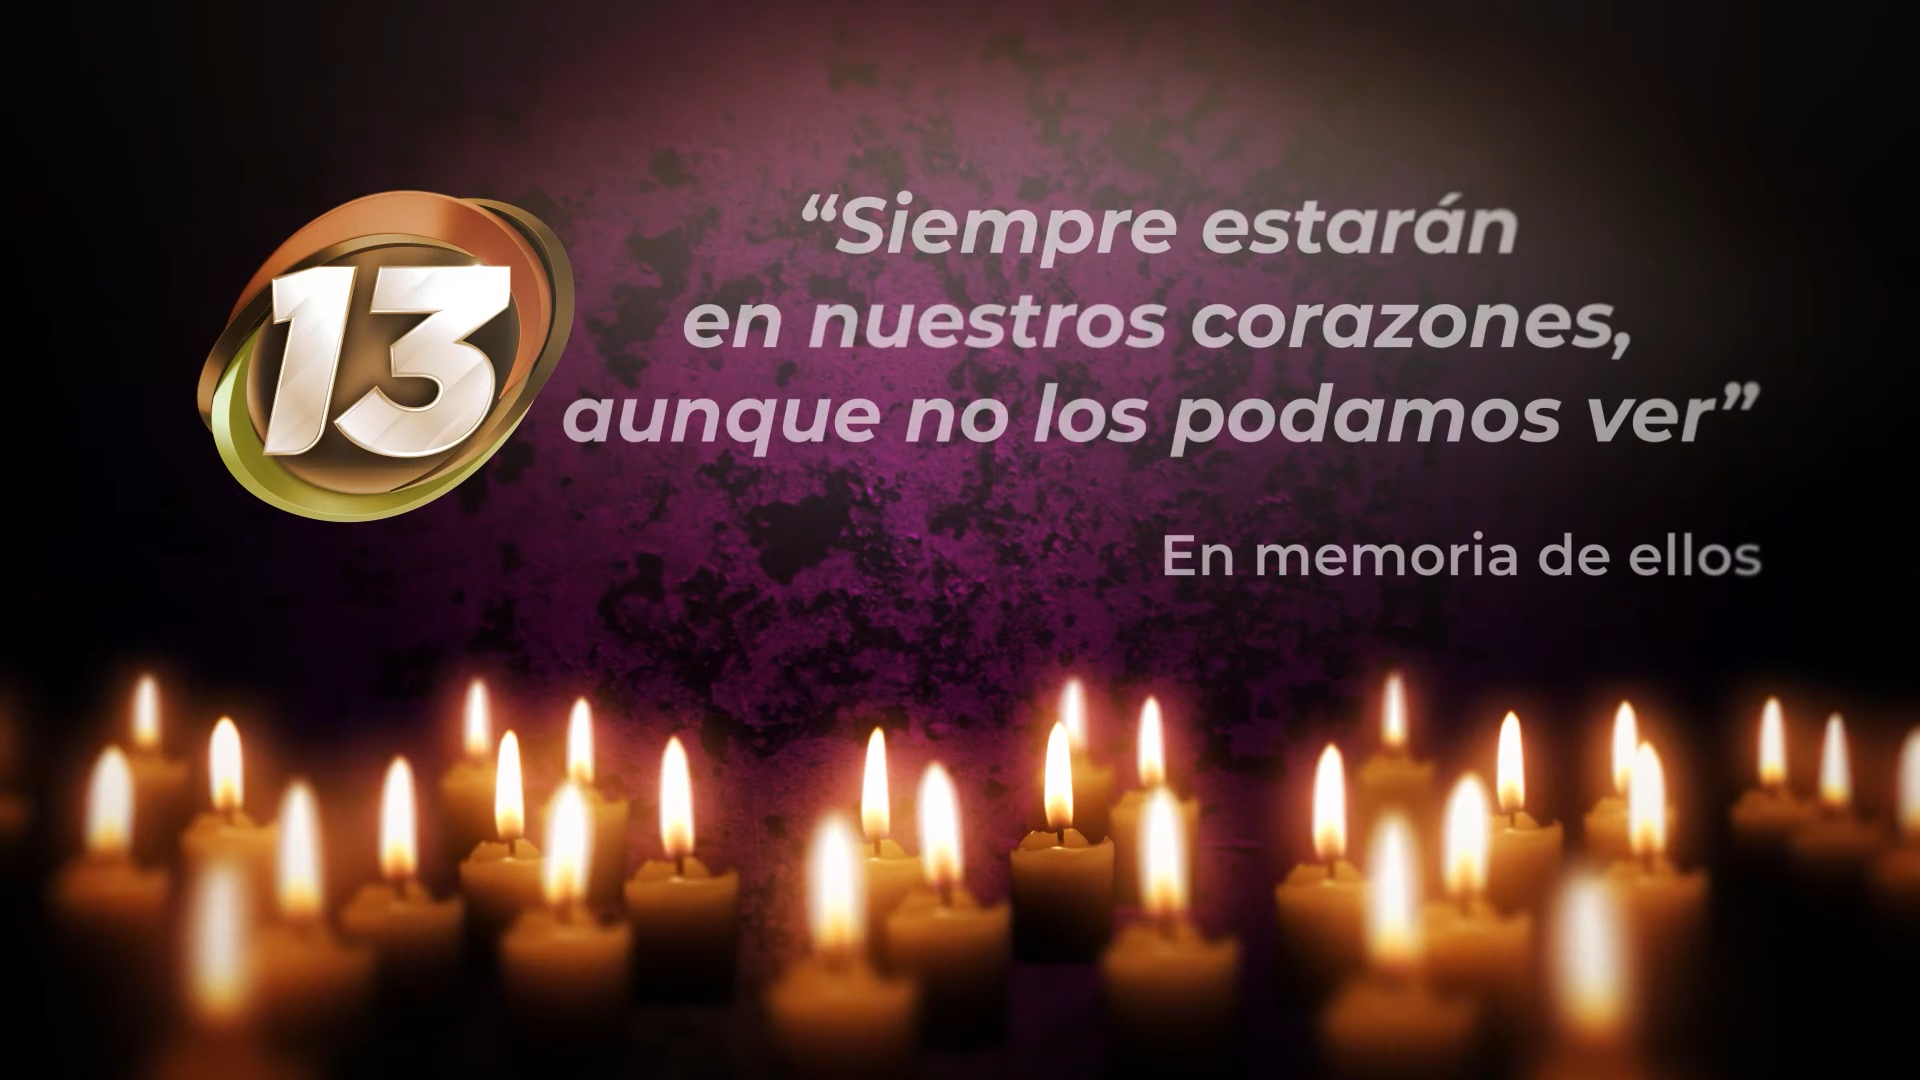 13
“Siempre estarán
en nuestros corazones,
aunque no los podamos ver”
En memoria de ellos